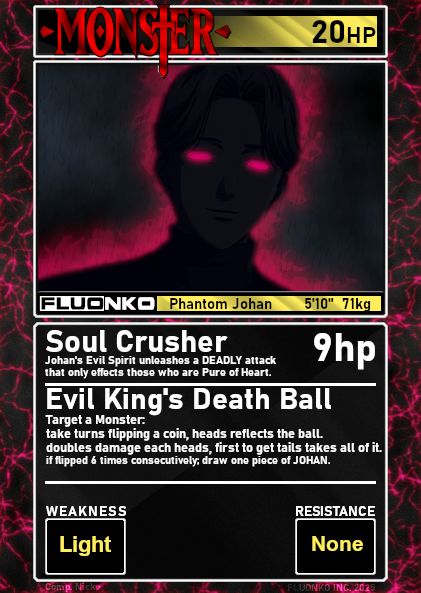 MONSTER
20HP
FLUONKO
Phantom Johan 5'10" 71kg
Soul Crusher
9hp
Johan's Evil Spirit unleashes a DEADLY attack
that only effects those who are Pure of Heart.
Evil King's Death Ball
Target a Monster:
take turns flipping a coin, heads reflects the ball.
doubles damage each heads, first to get tails takes all of it.
if flipped 6 times consecutively; draw one piece of JOHAN.
WEAKNESS
RESISTANCE
Light
None
Comp. Nicko
FLUONKO INC. 2025